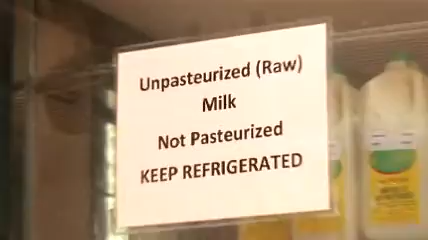 Unpasteurized (Raw)
Milk
Not Pasteurized
KEEP REFRIGERATED